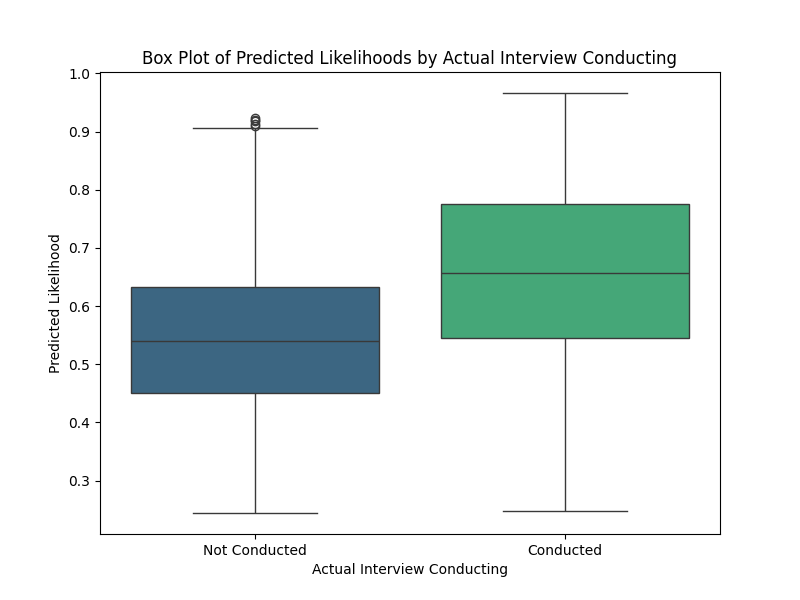 Box Plot of Predicted Likelihoods by Actual Interview Conducting
Predicted Likelihood
1.0
0.9
0.8
0.7
0.6
0.5
0.4
0.3
Not Conducted
Conducted
Actual Interview Conducting